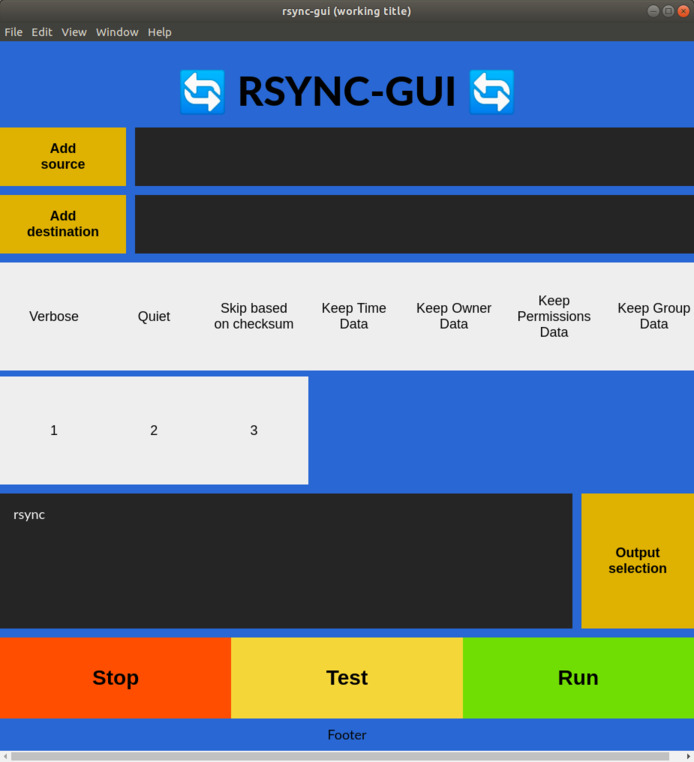 rsync-gui (working title)
File Edit View Window Help
RSYNC-GUI
Add
source
Add
destination
Verbose
Quiet
Skip based
on checksum
Keep Time
Data
Keep Owner
Data
Keep
Permissions
Data
Keep Group
Data
1
2
3
rsync
Output
selection
Stop
Test
Run
Footer